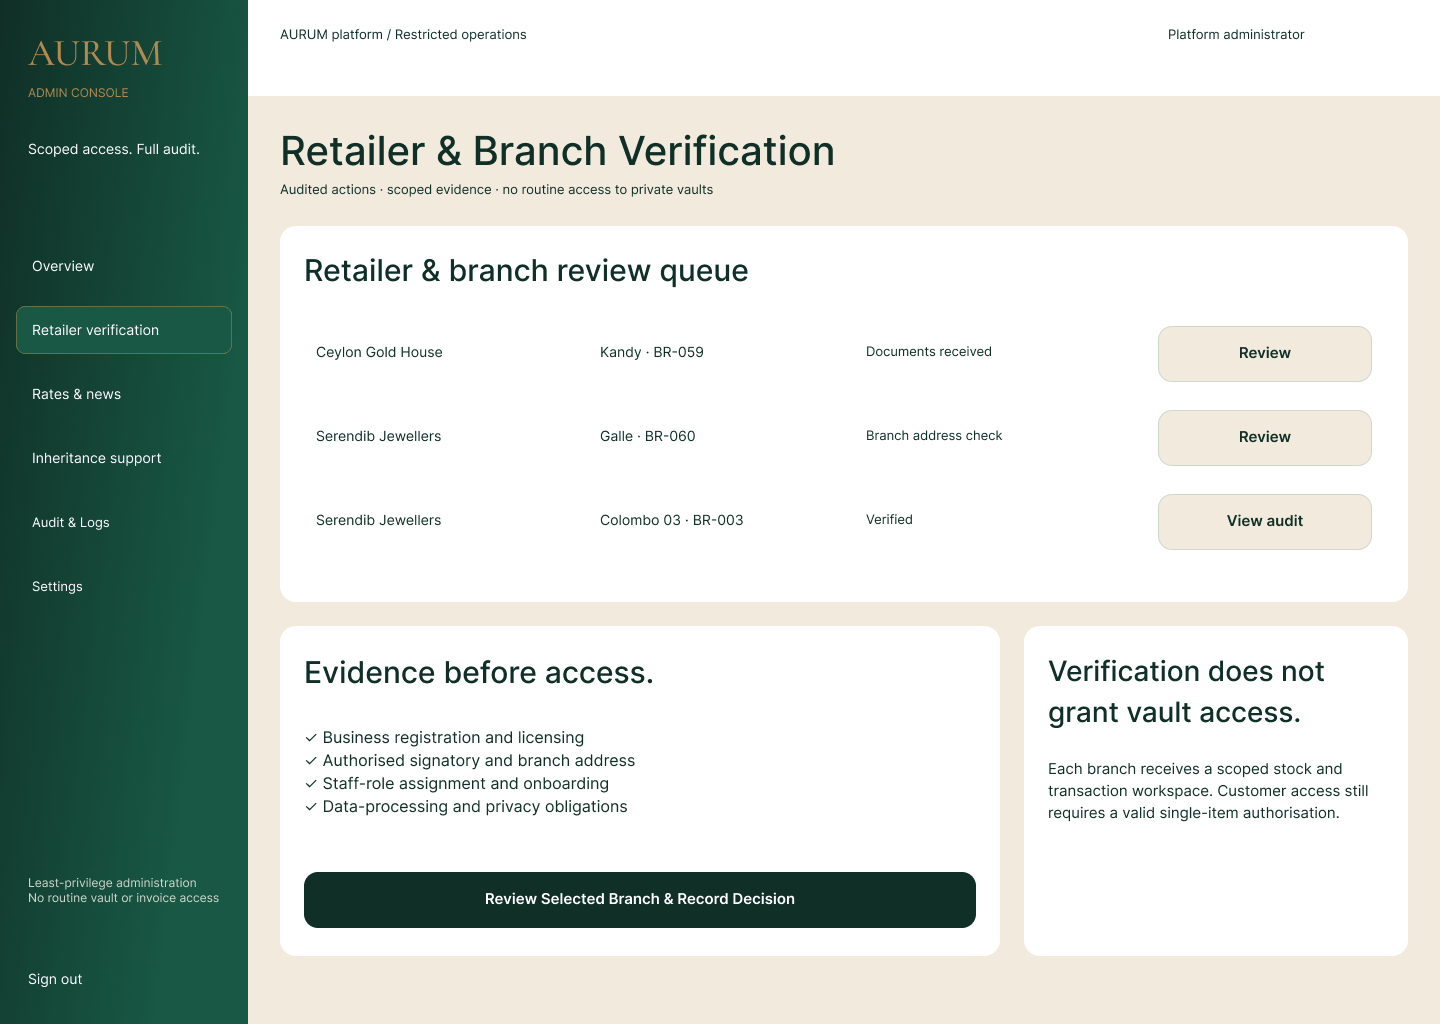 AURUM
ADMIN CONSOLE
Scoped access. Full audit.
Overview
Retailer verification
Rates & news
Inheritance support
Audit & Logs
Settings
Least-privilege administration
No routine vault or invoice access
Sign out
AURUM platform / Restricted operations
Platform administrator
Retailer & Branch Verification
Audited actions · scoped evidence · no routine access to private vaults
Retailer & branch review queue
Ceylon Gold House Kandy · BR-059 Documents received Review
Serendib Jewellers Galle · BR-060 Branch address check Review
Serendib Jewellers Colombo 03 · BR-003 Verified View audit
Evidence before access.
✓ Business registration and licensing
✓ Authorised signatory and branch address
✓ Staff-role assignment and onboarding
✓ Data-processing and privacy obligations
Review Selected Branch & Record Decision
Verification does not
grant vault access.
Each branch receives a scoped stock and
transaction workspace. Customer access still
requires a valid single-item authorisation.